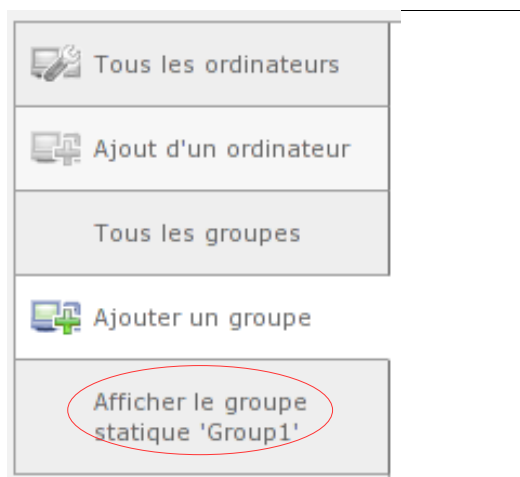 Tous les ordinateurs
Ajout d'un ordinateur
Tous les groupes
Ajouter un groupe
Afficher le groupe
statique 'Group1'